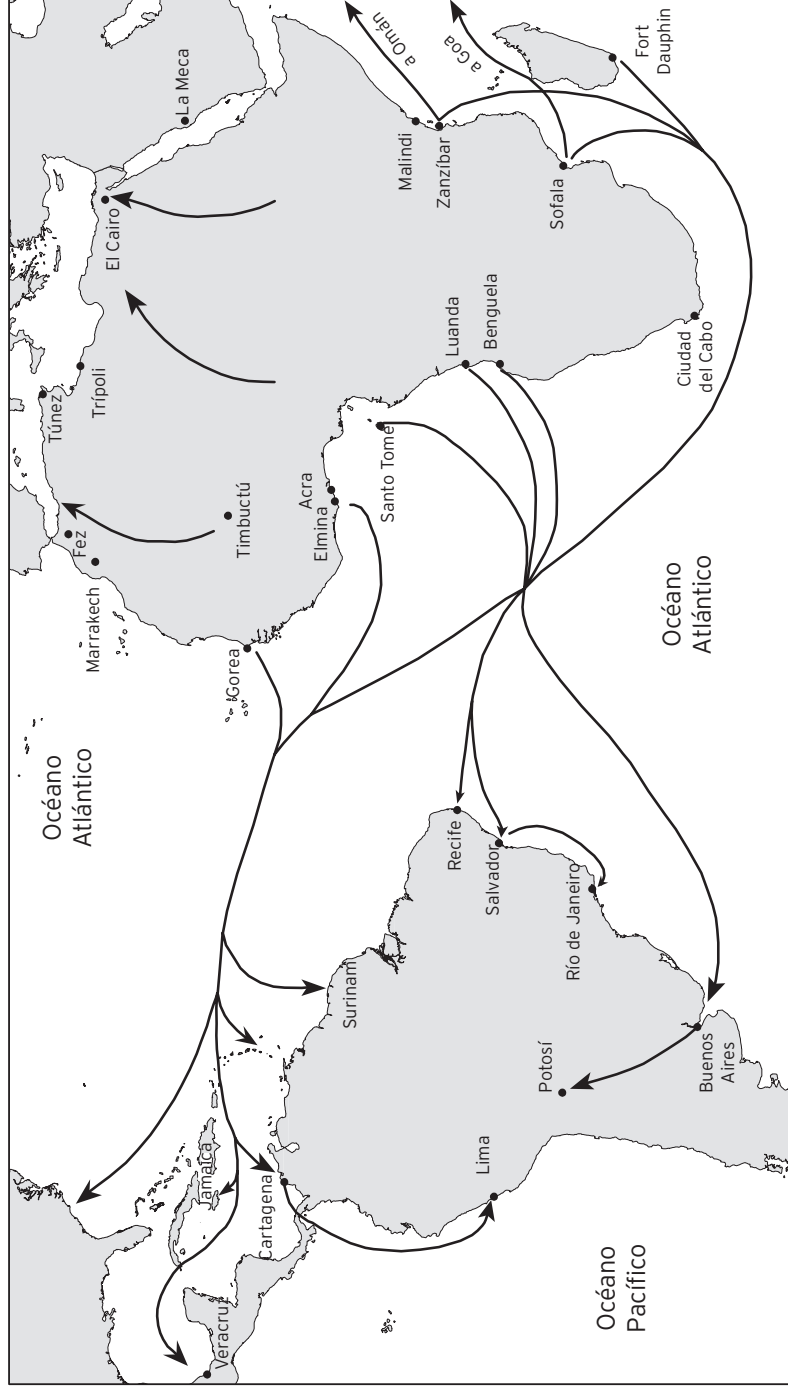 Océano
Atlántico
Océano
Atlántico
Océano
Pacífico
Veracruz
Jamaica
Cartagena
Surinam
Lima
Potosí
Buenos
Aires
Río de Janeiro
Salvador
Recife
Gorea
Marrakech
Fez
Timbuctú
Elmina
Acra
Santo Tomé
Túnez
Trípoli
El Cairo
La Meca
Luanda
Benguela
Ciudad
del Cabo
Malindi
Zanzíbar
Sofala
a Omán
a Goa
Fort
Dauphin